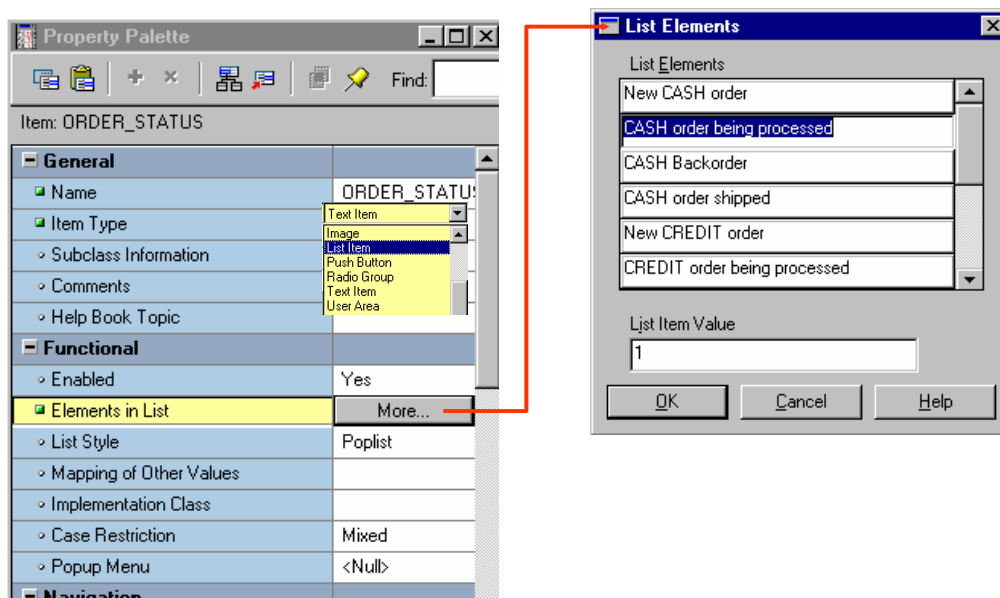 Property Palette
Find:
Item: ORDER_STATUS
General
Name ORDER_STATUS
Item Type Text Item
Image
List Item
Push Button
Radio Group
Text Item
User Area
Subclass Information
Comments
Help Book Topic
Functional
Enabled Yes
Elements in List More...
List Style Poplist
Mapping of Other Values
Implementation Class
Case Restriction Mixed
Popup Menu <Null>
Navigation
List Elements
List Elements
New CASH order
CASH order being processed
CASH Backorder
CASH order shipped
New CREDIT order
CREDIT order being processed
List Item Value
1
OK Cancel Help